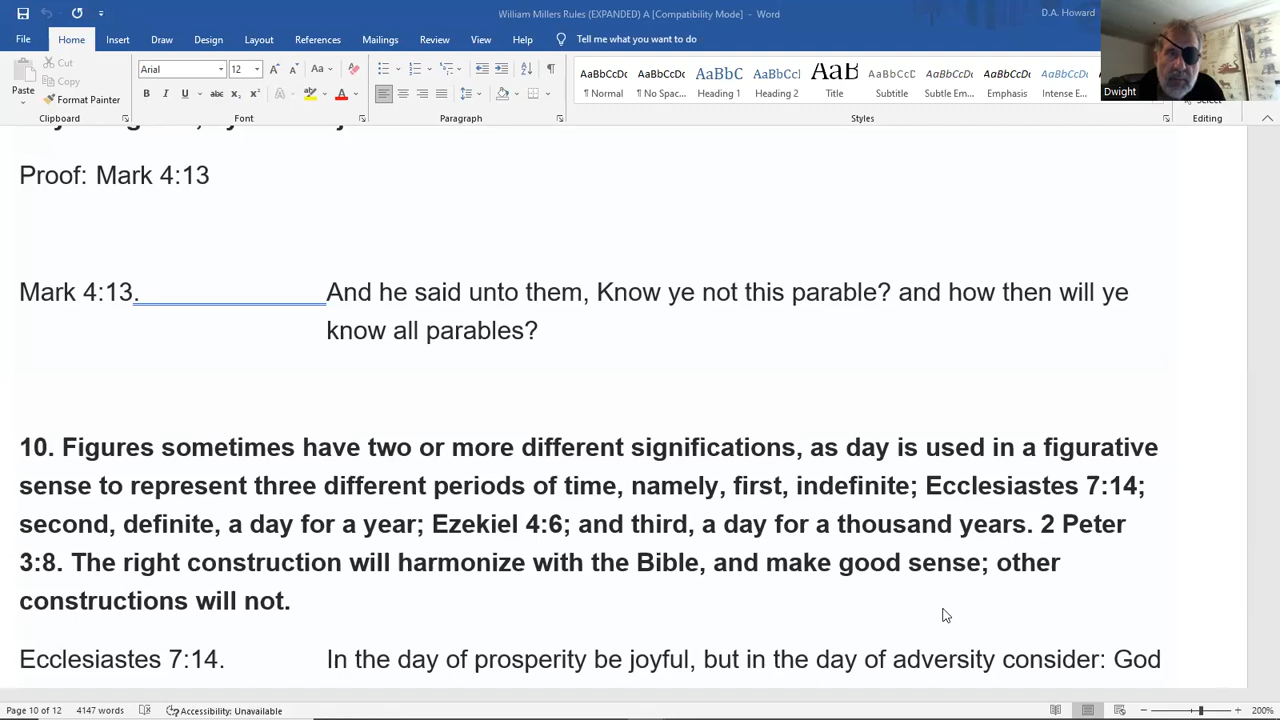 William Millers Rules (EXPANDED) A [Compatibility Mode] - Word
D.A. Howard
File Home Insert Draw Design Layout References Mailings Review View Help Tell me what you want to do
Cut
Copy
Format Painter
Paste
Arial 12
AaBbCcDc AaBbCcDc AaBbC AaBbCcI AaB AaBbCcDc AaBbCcDc AaBbCcDc AaBbCcDc
¶ Normal ¶ No Spac... Heading 1 Heading 2 Title Subtitle Subtle Em... Emphasis Intense E...
Dwight
Select
Clipboard Font Paragraph Styles Editing
Proof: Mark 4:13
Mark 4:13. And he said unto them, Know ye not this parable? and how then will ye
know all parables?
10. Figures sometimes have two or more different significations, as day is used in a figurative
sense to represent three different periods of time, namely, first, indefinite; Ecclesiastes 7:14;
second, definite, a day for a year; Ezekiel 4:6; and third, a day for a thousand years. 2 Peter
3:8. The right construction will harmonize with the Bible, and make good sense; other
constructions will not.
Ecclesiastes 7:14. In the day of prosperity be joyful, but in the day of adversity consider: God
Page 10 of 12 4147 words Accessibility: Unavailable 200%